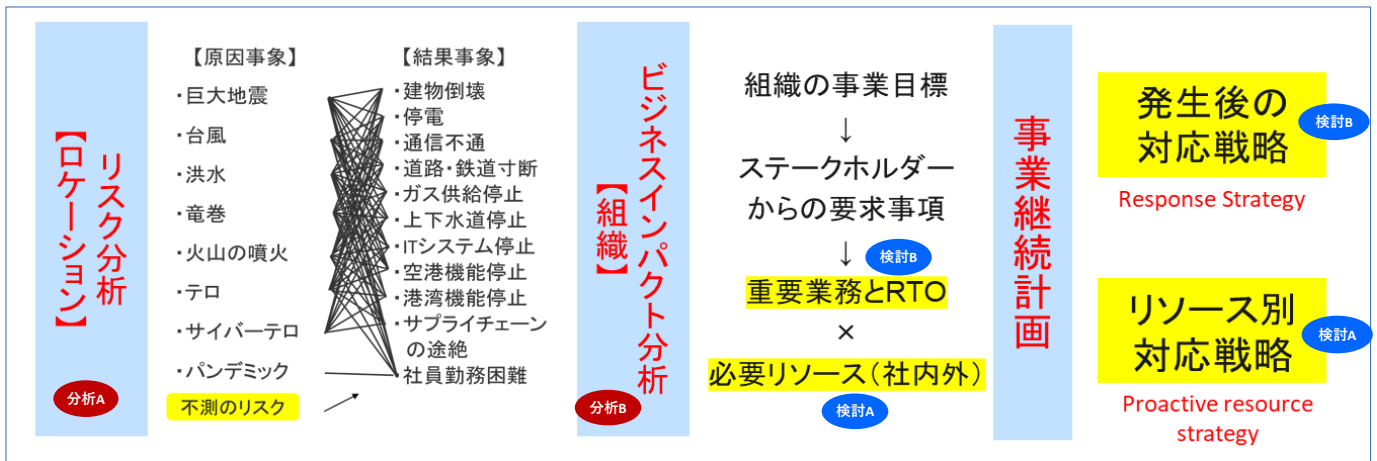 リスク分析
【ロケーション】
分析A
【原因事象】
・巨大地震
・台風
・洪水
・竜巻
・火山の噴火
・テロ
・サイバーテロ
・パンデミック
不測のリスク
【結果事象】
・建物倒壊
・停電
・通信不通
・道路・鉄道寸断
・ガス供給停止
・上下水道停止
・ITシステム停止
・空港機能停止
・港湾機能停止
・サプライチェーン
の途絶
・社員勤務困難
ビジネスインパクト分析
【組織】
分析B
組織の事業目標
↓
ステークホルダー
からの要求事項
↓
検討B
重要業務とRTO
×
必要リソース(社内外)
検討A
事業継続計画
発生後の
対応戦略
検討B
Response Strategy
リソース別
対応戦略
検討A
Proactive resource
strategy